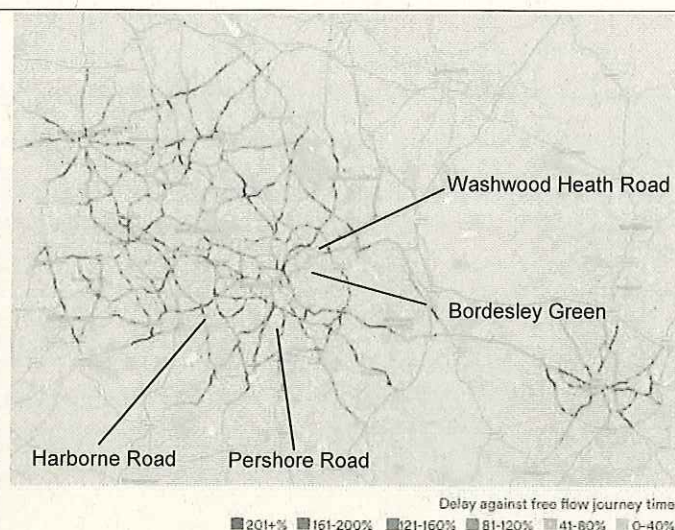 Washwood Heath Road
Bordesley Green
Harborne Road
Pershore Road
Delay against free flow journey time
201+% 161-200% 121-160% 81-120% 41-80% 0-40%